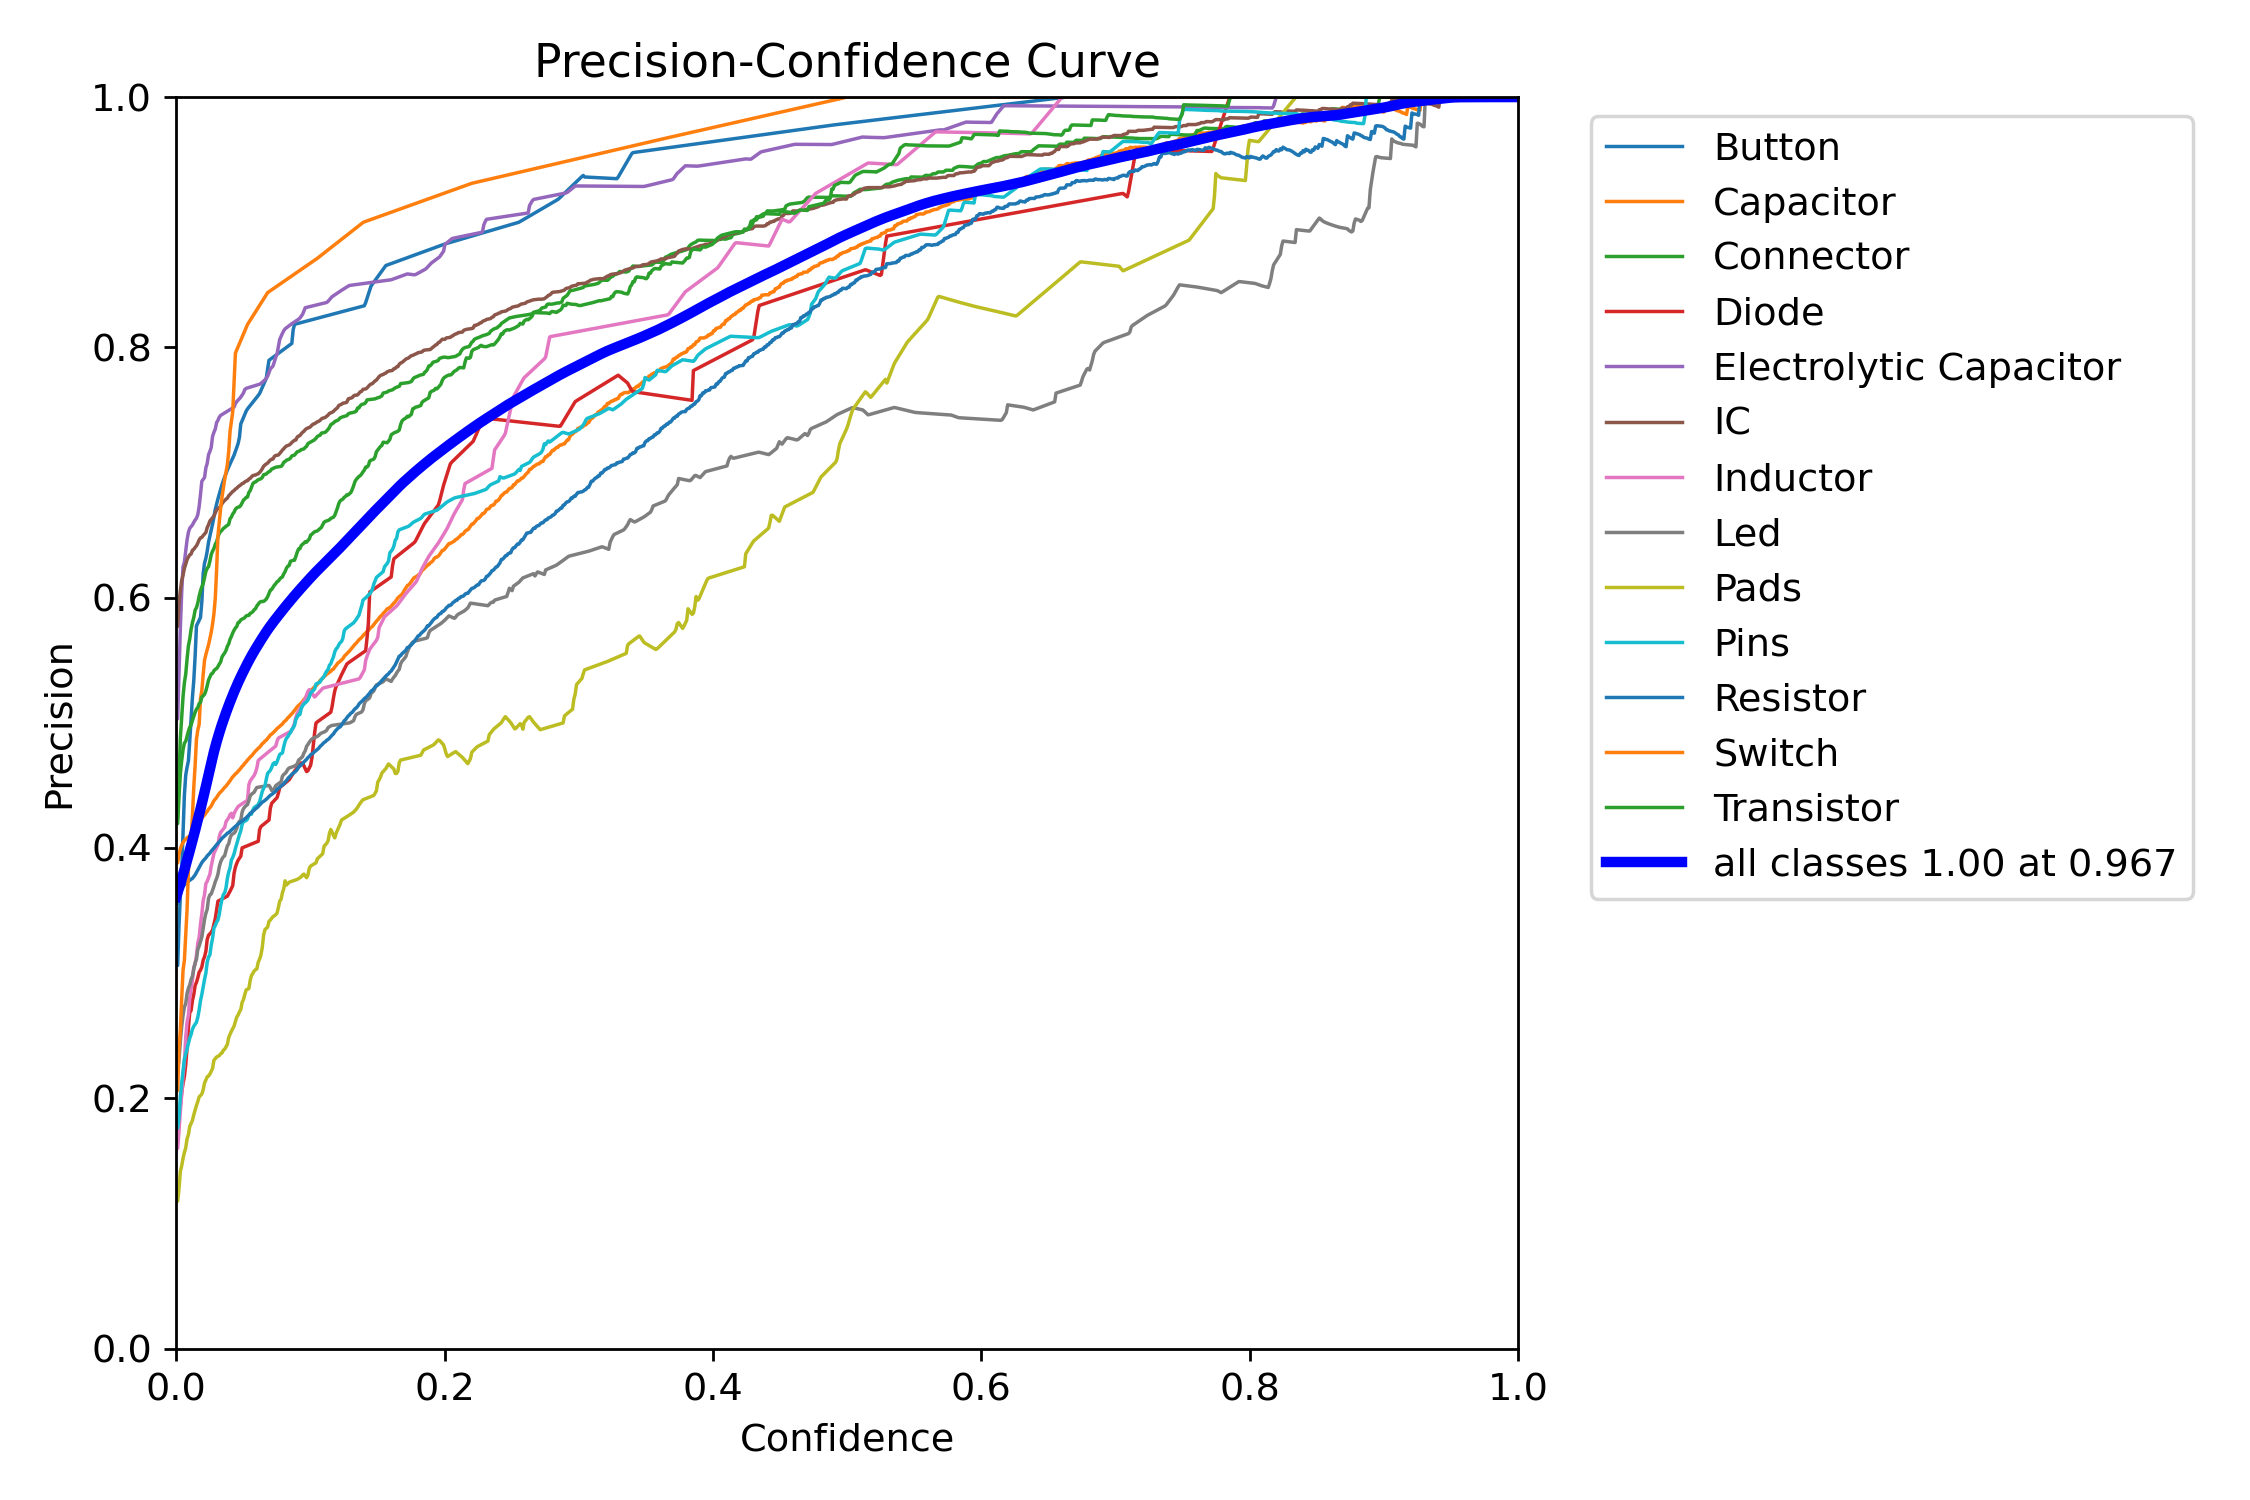 Precision-Confidence Curve
1.0
0.8
0.6
0.4
0.2
0.0
Precision
0.0 0.2 0.4 0.6 0.8 1.0
Confidence
Button
Capacitor
Connector
Diode
Electrolytic Capacitor
IC
Inductor
Led
Pads
Pins
Resistor
Switch
Transistor
all classes 1.00 at 0.967